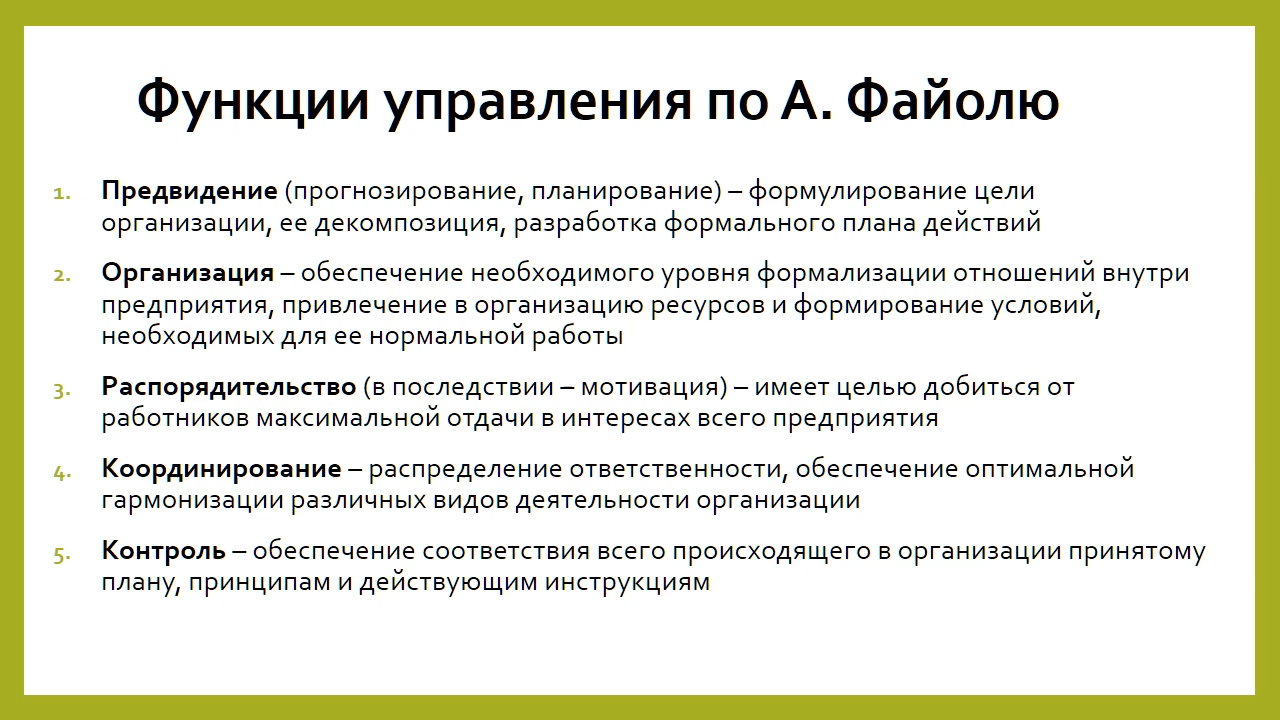 Функции управления по А. Файолю
1. Предвидение (прогнозирование, планирование) – формулирование цели
организации, ее декомпозиция, разработка формального плана действий
2. Организация – обеспечение необходимого уровня формализации отношений внутри
предприятия, привлечение в организацию ресурсов и формирование условий,
необходимых для ее нормальной работы
3. Распорядительство (в последствии – мотивация) – имеет целью добиться от
работников максимальной отдачи в интересах всего предприятия
4. Координирование – распределение ответственности, обеспечение оптимальной
гармонизации различных видов деятельности организации
5. Контроль – обеспечение соответствия всего происходящего в организации принятому
плану, принципам и действующим инструкциям